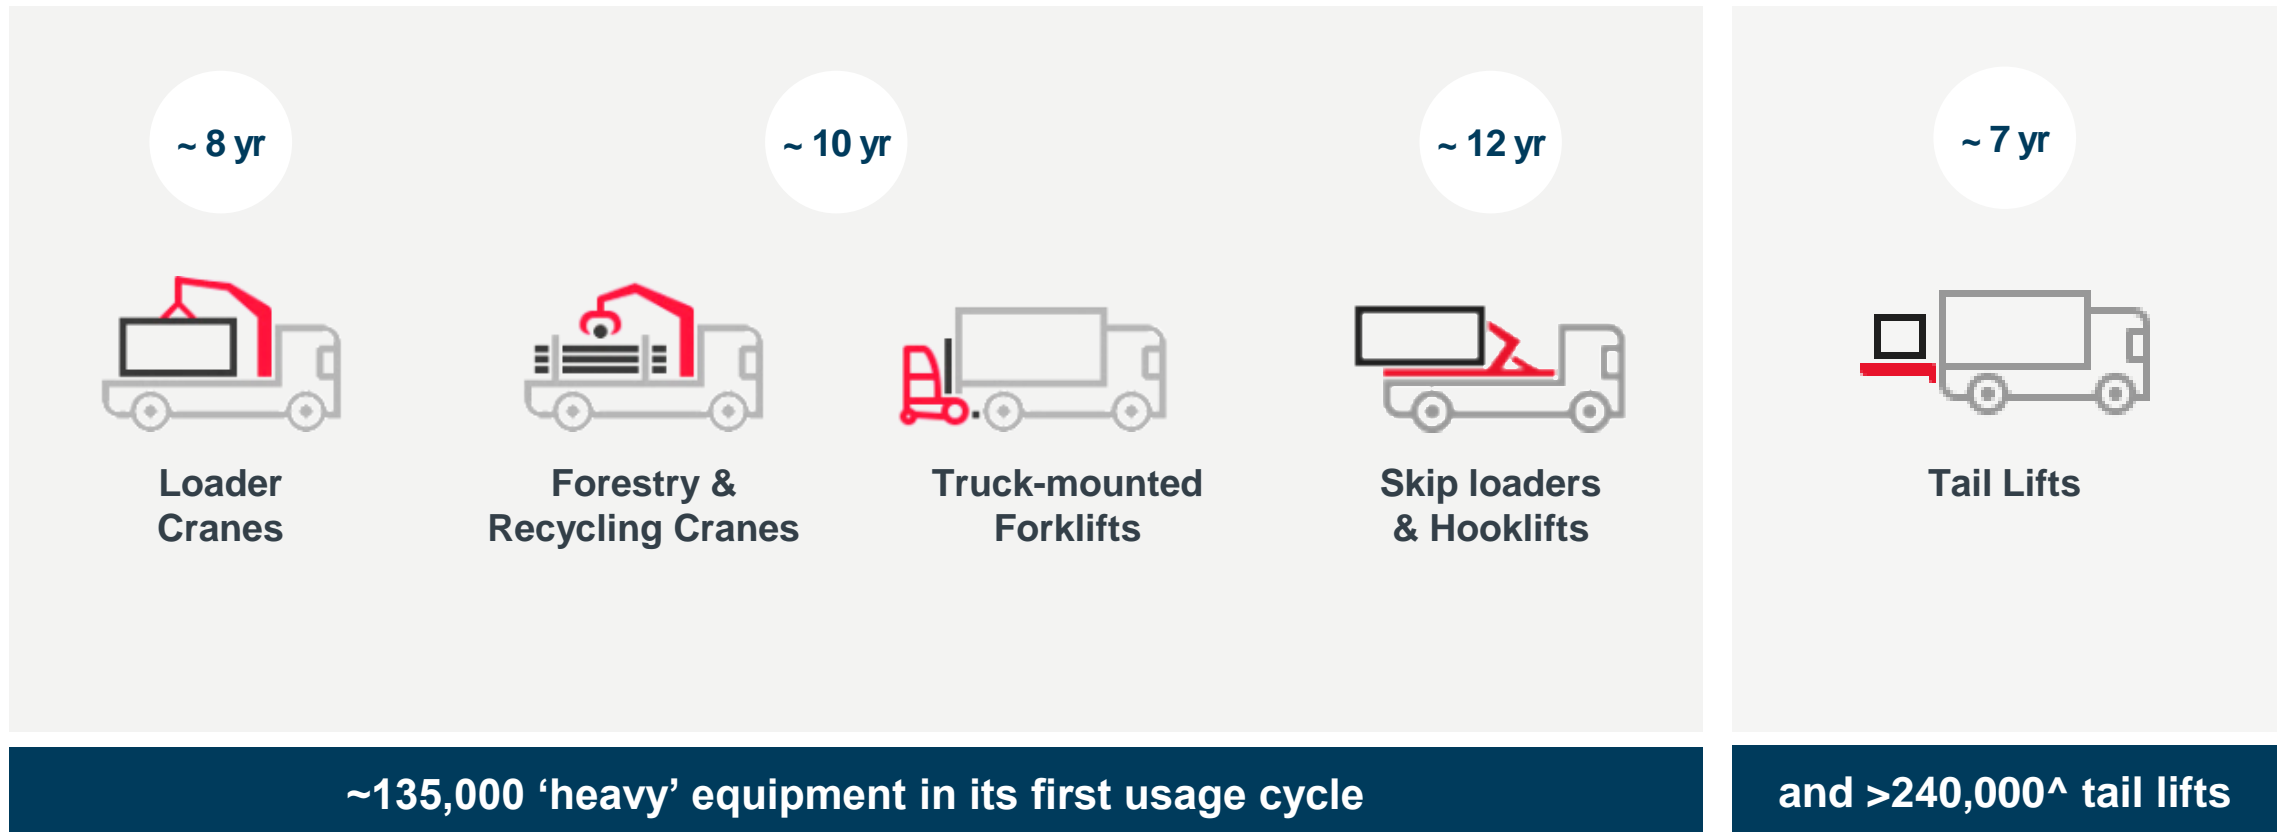 ~ 8 yr
~ 10 yr
~ 12 yr
~ 7 yr
Loader
Cranes
Forestry &
Recycling Cranes
Truck-mounted
Forklifts
Skip loaders
& Hooklifts
Tail Lifts
~135,000 ‘heavy’ equipment in its first usage cycle
and >240,000^ tail lifts